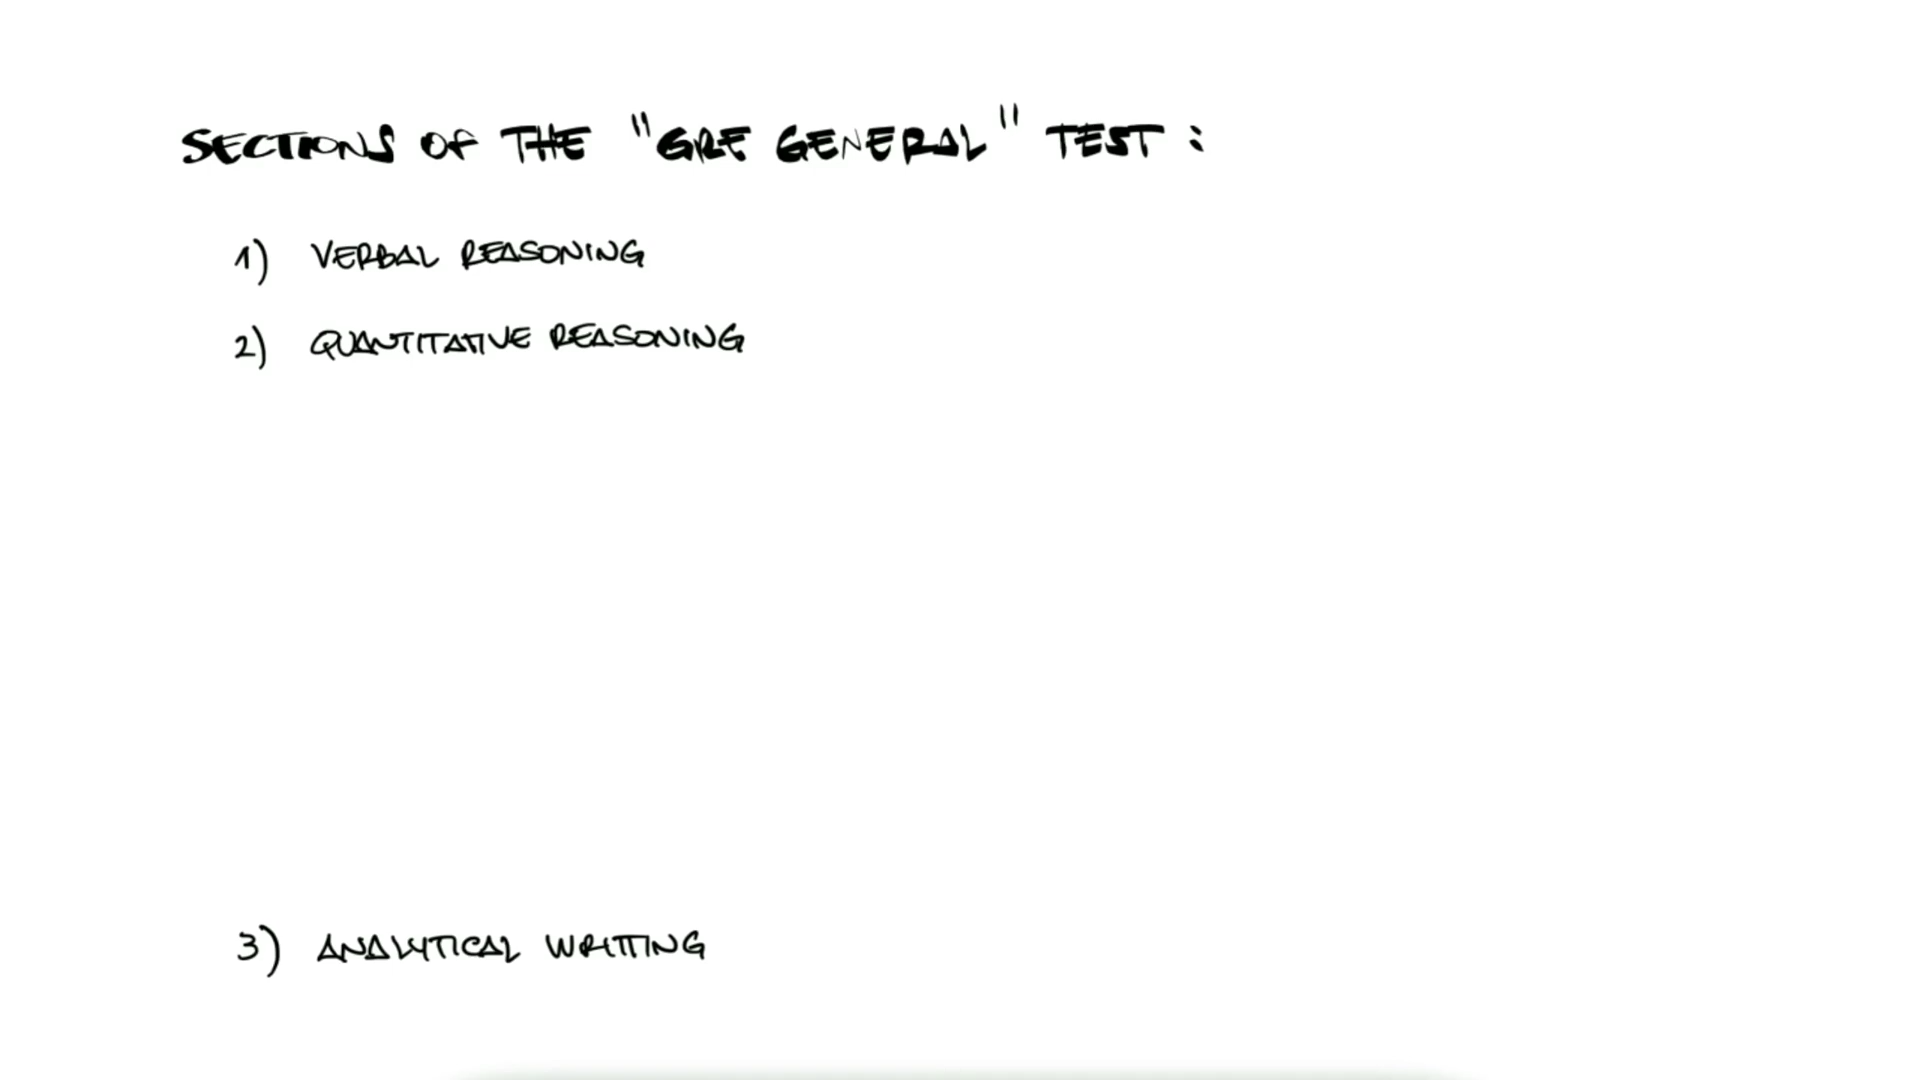 SECTIONS OF THE "GRE GENERAL" TEST:
1) VERBAL REASONING
2) QUANTITATIVE REASONING
3) ANALYTICAL WRITING